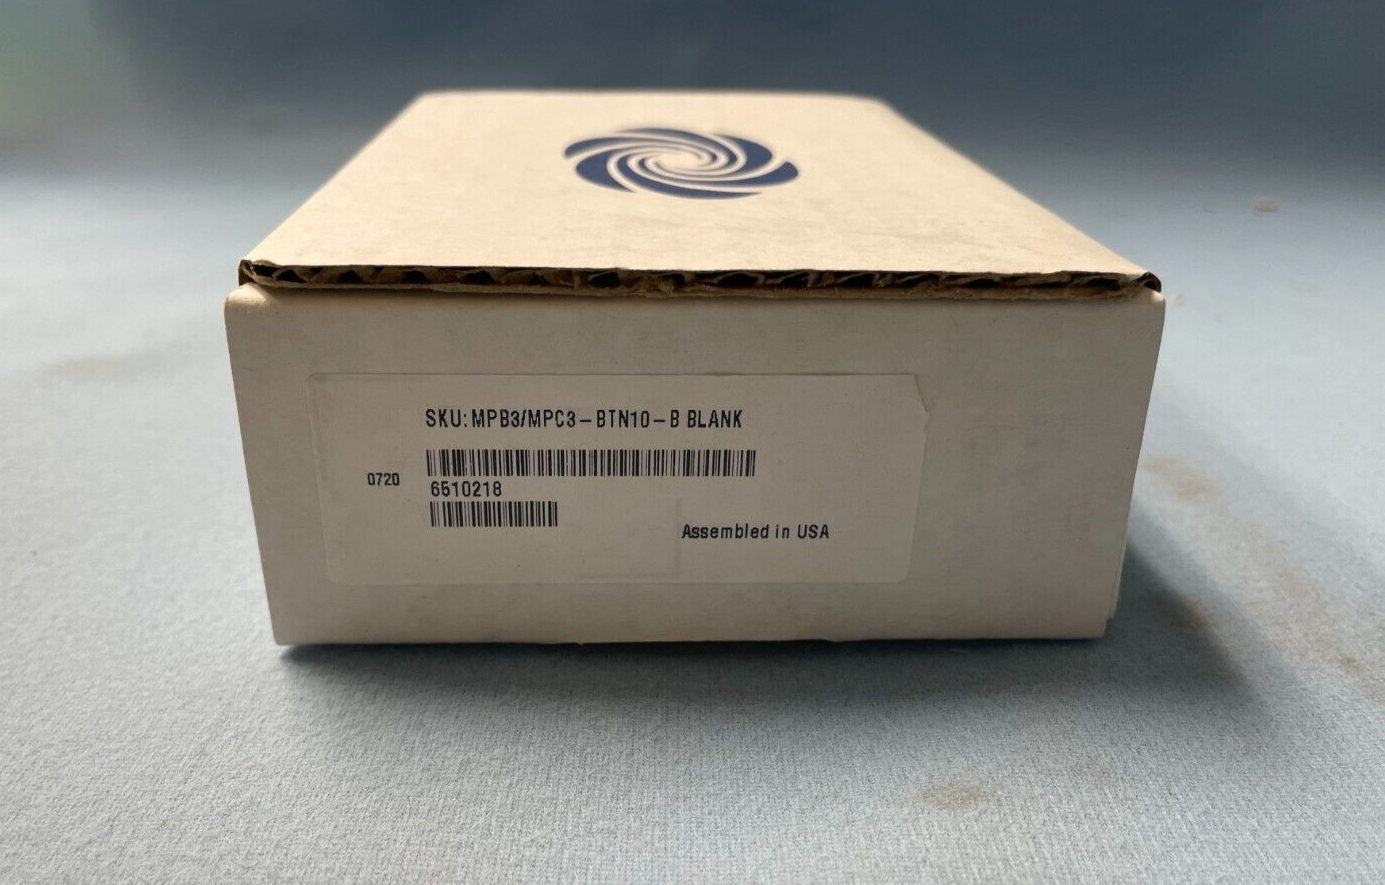 SKU: MPB3/MPC3-BTN10-B BLANK
0720
6510218
Assembled in USA